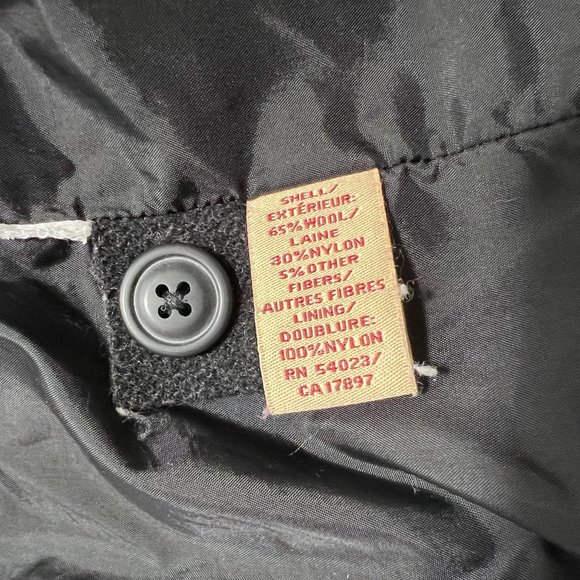 SHELL/
EXTÉRIEUR:
65% WOOL/
LAINE
30% NYLON
5% OTHER
FIBERS/
AUTRES FIBRES
LINING/
DOUBLURE:
100% NYLON
RN 54023/
CA17897